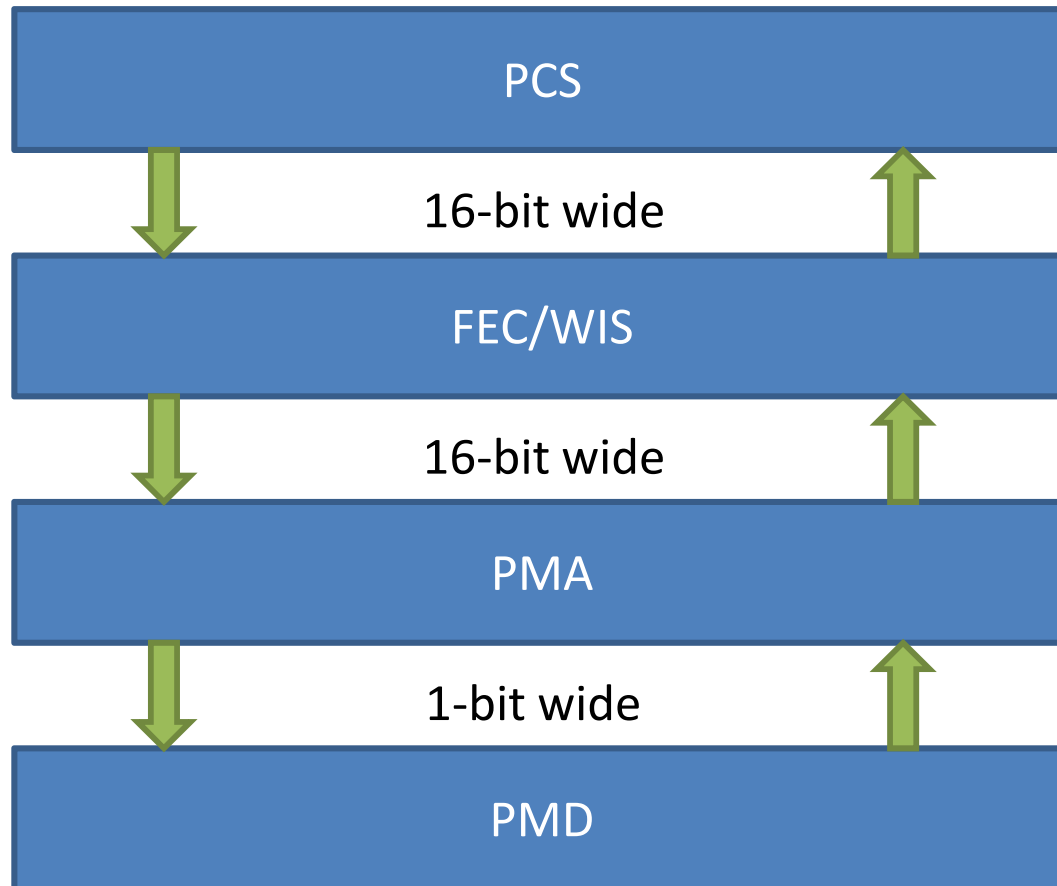 PCS
16-bit wide
FEC/WIS
16-bit wide
PMA
1-bit wide
PMD